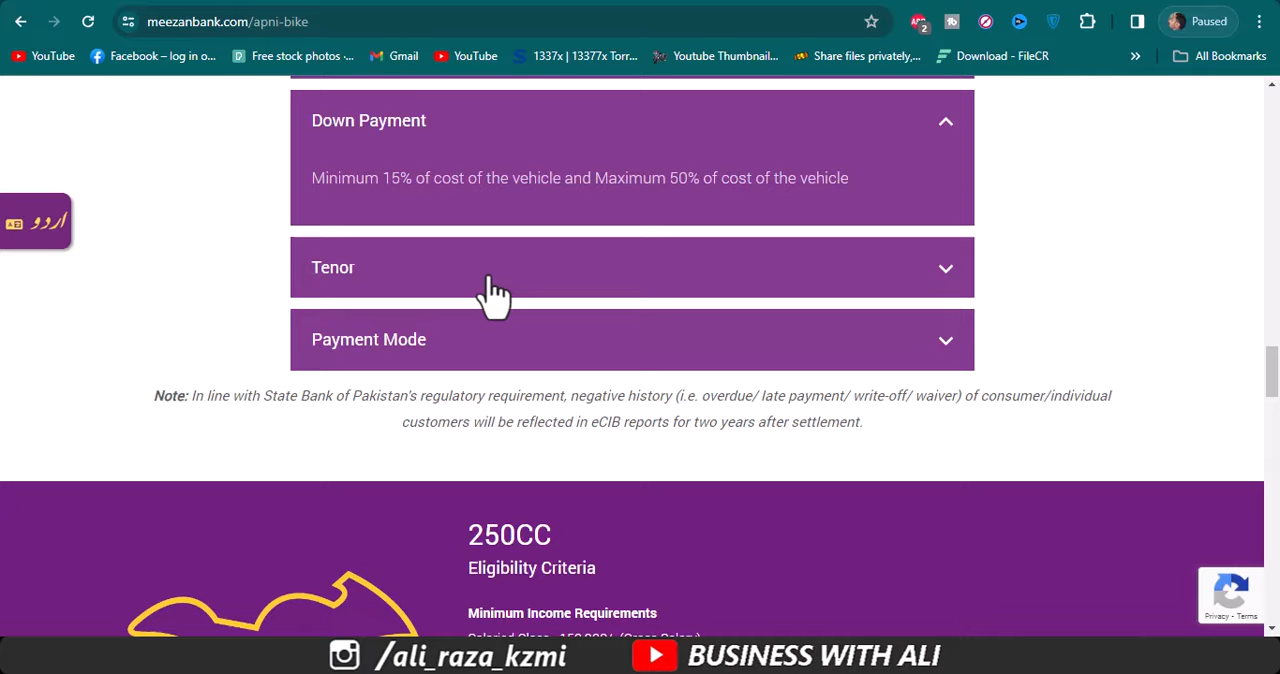 meezanbank.com/apni-bike
2
Paused
YouTube
Facebook – log in o...
Free stock photos -...
Gmail
YouTube
1337x | 13377x Torr...
Youtube Thumbnail...
Share files privately,...
Download - FileCR
»
All Bookmarks
Down Payment
Minimum 15% of cost of the vehicle and Maximum 50% of cost of the vehicle
اردو
Tenor
Payment Mode
Note: In line with State Bank of Pakistan's regulatory requirement, negative history (i.e. overdue/ late payment/ write-off/ waiver) of consumer/individual
customers will be reflected in eCIB reports for two years after settlement.
250CC
Eligibility Criteria
Minimum Income Requirements
Privacy - Terms
/ali_raza_kzmi
BUSINESS WITH ALI